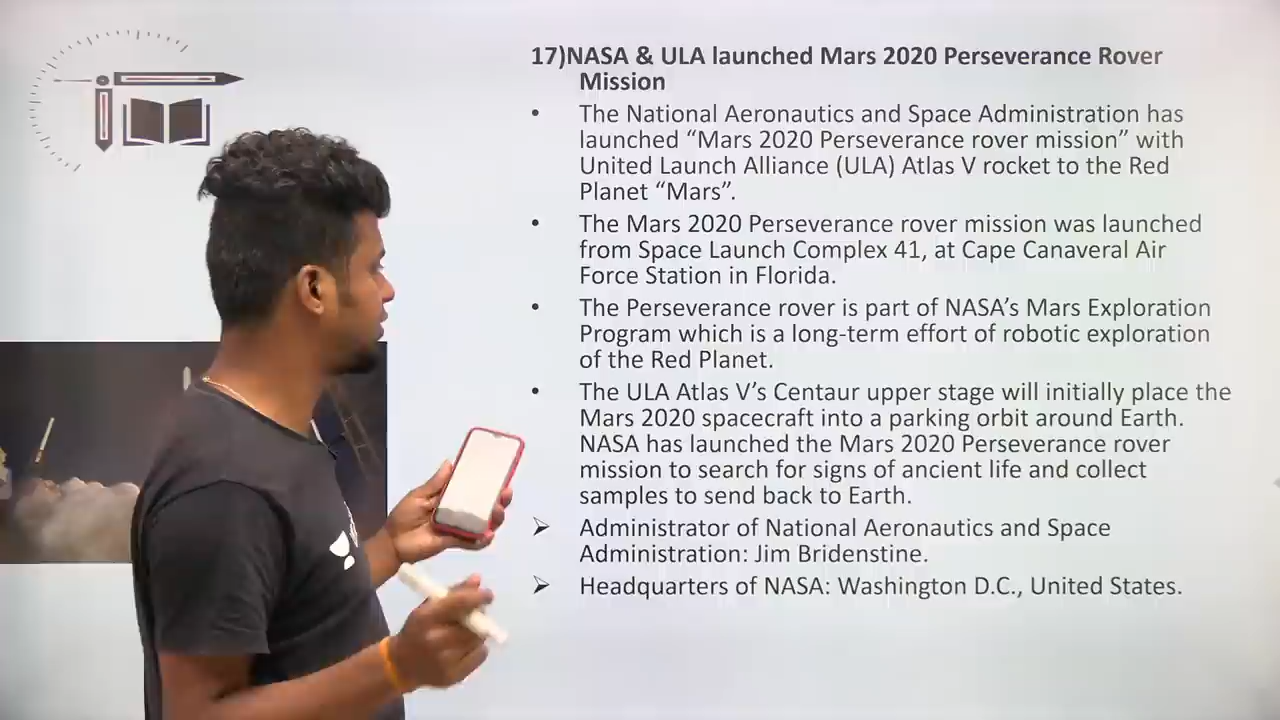 17)NASA & ULA launched Mars 2020 Perseverance Rover
Mission
• The National Aeronautics and Space Administration has
launched “Mars 2020 Perseverance rover mission” with
United Launch Alliance (ULA) Atlas V rocket to the Red
Planet “Mars”.
• The Mars 2020 Perseverance rover mission was launched
from Space Launch Complex 41, at Cape Canaveral Air
Force Station in Florida.
• The Perseverance rover is part of NASA’s Mars Exploration
Program which is a long-term effort of robotic exploration
of the Red Planet.
• The ULA Atlas V’s Centaur upper stage will initially place the
Mars 2020 spacecraft into a parking orbit around Earth.
NASA has launched the Mars 2020 Perseverance rover
mission to search for signs of ancient life and collect
samples to send back to Earth.
➢ Administrator of National Aeronautics and Space
Administration: Jim Bridenstine.
➢ Headquarters of NASA: Washington D.C., United States.